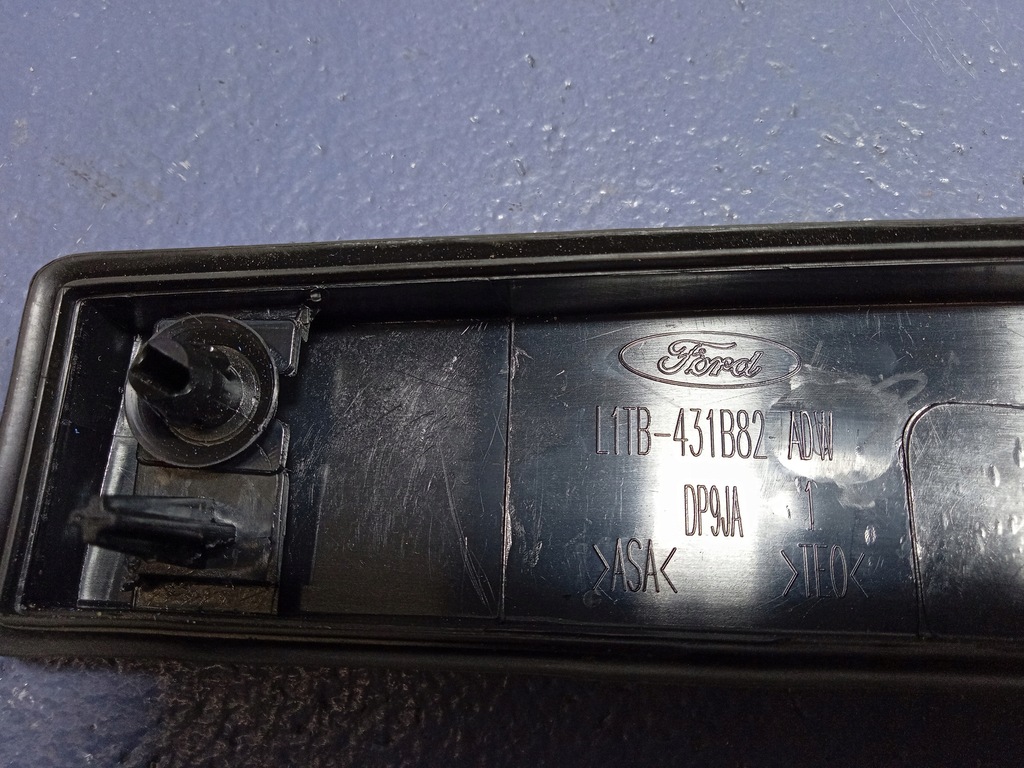 Ford
L1TB-431B82-ADW
DP9JA 1
>ASA< >TEO<